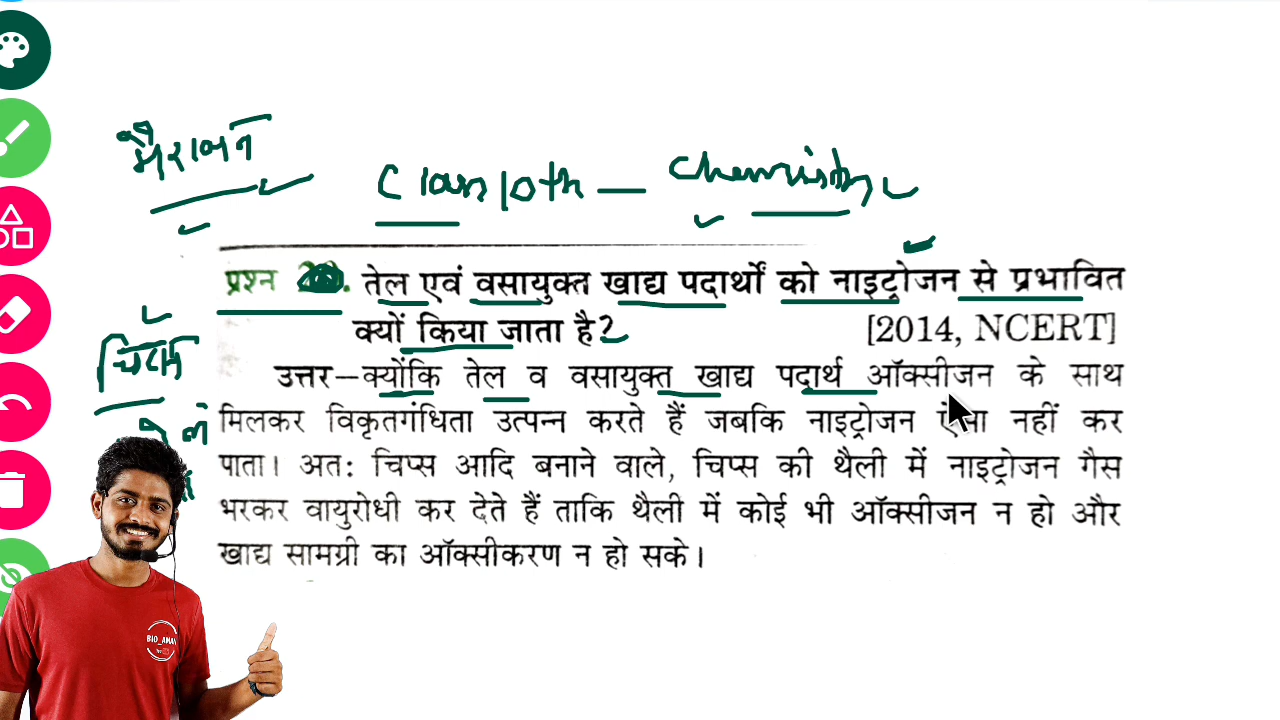 Class 10th — Chemistry
प्रश्न 2 . तेल एवं वसायुक्त खाद्य पदार्थों को नाइट्रोजन से प्रभावित
क्यों किया जाता है?
[2014, NCERT]
उत्तर–क्योंकि तेल व वसायुक्त खाद्य पदार्थ ऑक्सीजन के साथ
मिलकर विकृतगंधिता उत्पन्न करते हैं जबकि नाइट्रोजन ऐसा नहीं कर
पाता। अत: चिप्स आदि बनाने वाले, चिप्स की थैली में नाइट्रोजन गैस
भरकर वायुरोधी कर देते हैं ताकि थैली में कोई भी ऑक्सीजन न हो और
खाद्य सामग्री का ऑक्सीकरण न हो सके।
BIO_AMAN